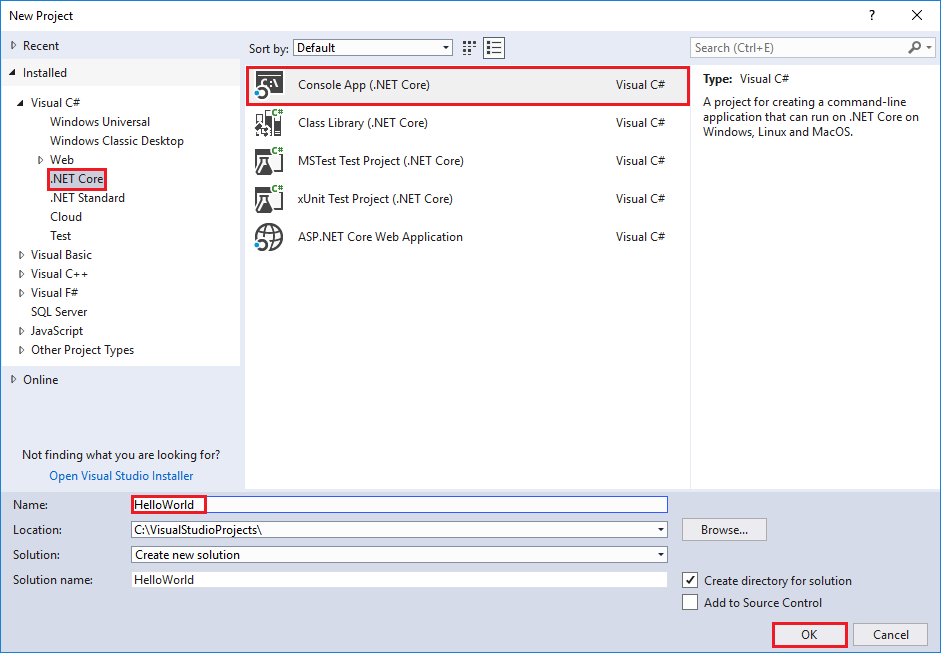 New Project
?
Recent
Installed
Visual C#
Windows Universal
Windows Classic Desktop
Web
.NET Core
.NET Standard
Cloud
Test
Visual Basic
Visual C++
Visual F#
SQL Server
JavaScript
Other Project Types
Online
Not finding what you are looking for?
Open Visual Studio Installer
Sort by: Default
Console App (.NET Core) Visual C#
Class Library (.NET Core) Visual C#
MSTest Test Project (.NET Core) Visual C#
xUnit Test Project (.NET Core) Visual C#
ASP.NET Core Web Application Visual C#
Search (Ctrl+E)
Type: Visual C#
A project for creating a command-line
application that can run on .NET Core on
Windows, Linux and MacOS.
Name: HelloWorld
Location: C:\VisualStudioProjects\ Browse...
Solution: Create new solution
Solution name: HelloWorld
Create directory for solution
Add to Source Control
OK Cancel